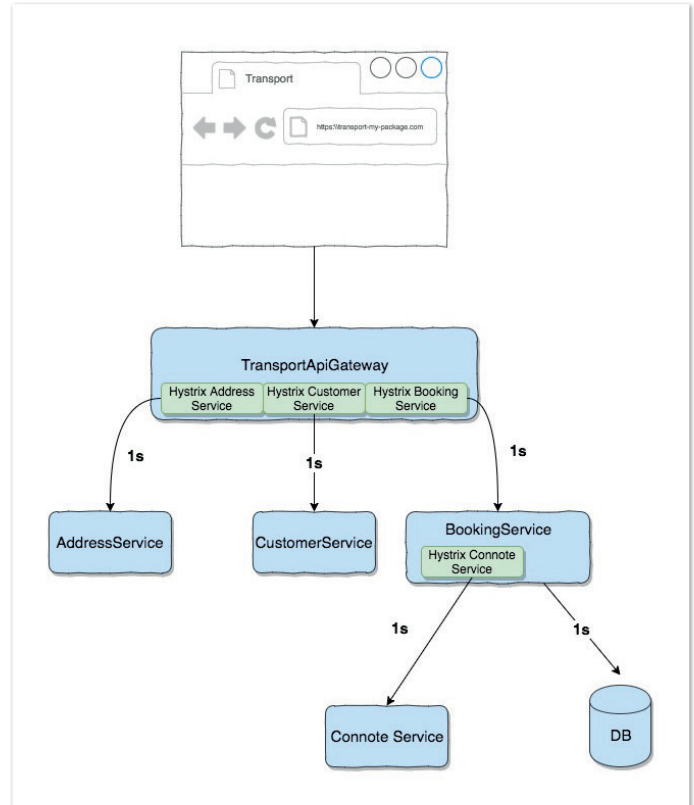 Transport
https://transport-my-package.com
TransportApiGateway
Hystrix Address
Service
Hystrix Customer
Service
Hystrix Booking
Service
1s
1s
1s
AddressService
CustomerService
BookingService
Hystrix Connote
Service
1s
1s
Connote Service
DB